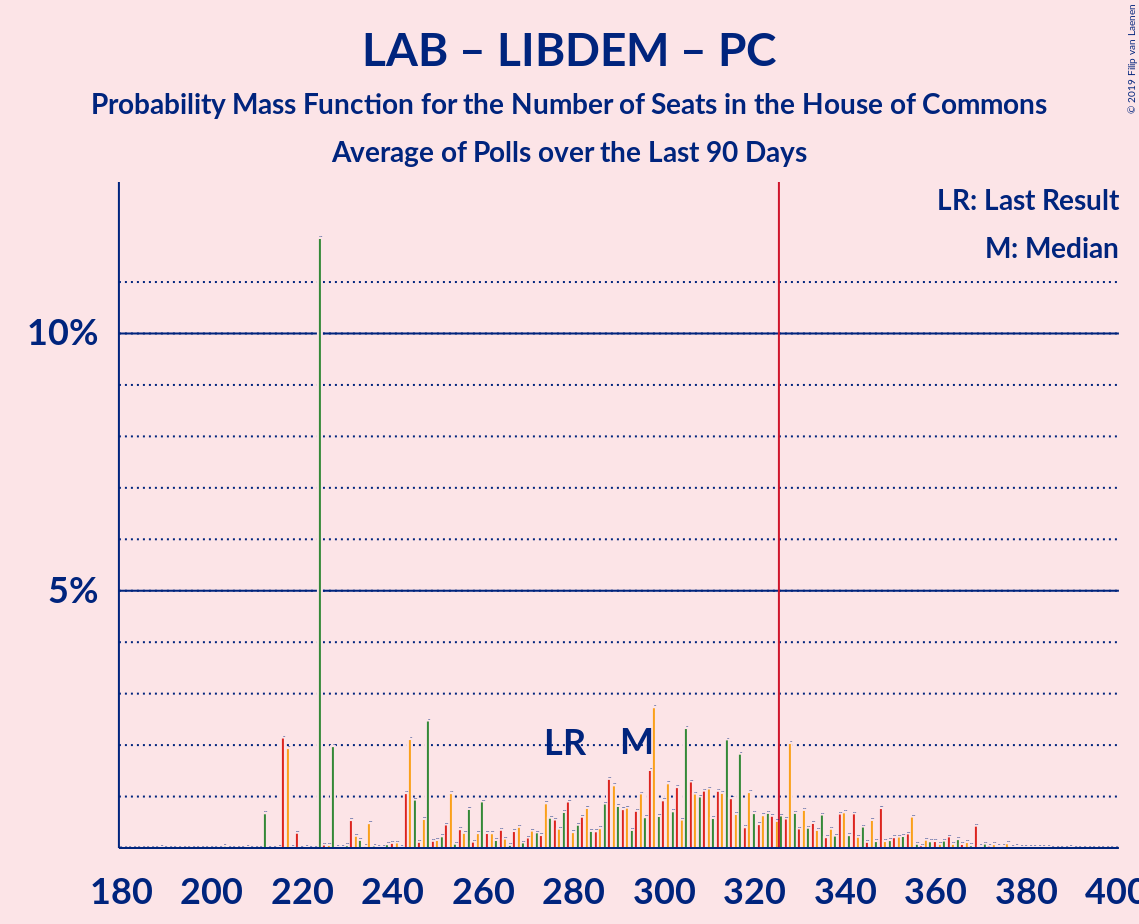 LAB – LIBDEM – PC
Probability Mass Function for the Number of Seats in the House of Commons
Average of Polls over the Last 90 Days
© 2019 Filip van Laenen
LR: Last Result
M: Median
10%
5%
LR M
180 200 220 240 260 280 300 320 340 360 380 400